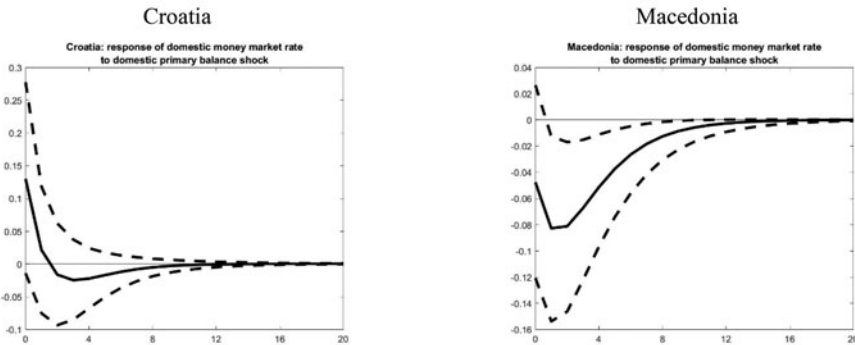 Croatia
Croatia: response of domestic money market rate
to domestic primary balance shock
0.3
0.25
0.2
0.15
0.1
0.05
0
-0.05
-0.1
0 4 8 12 16 20
Macedonia
Macedonia: response of domestic money market rate
to domestic primary balance shock
0.04
0.02
0
-0.02
-0.04
-0.06
-0.08
-0.1
-0.12
-0.14
-0.16
0 4 8 12 16 20